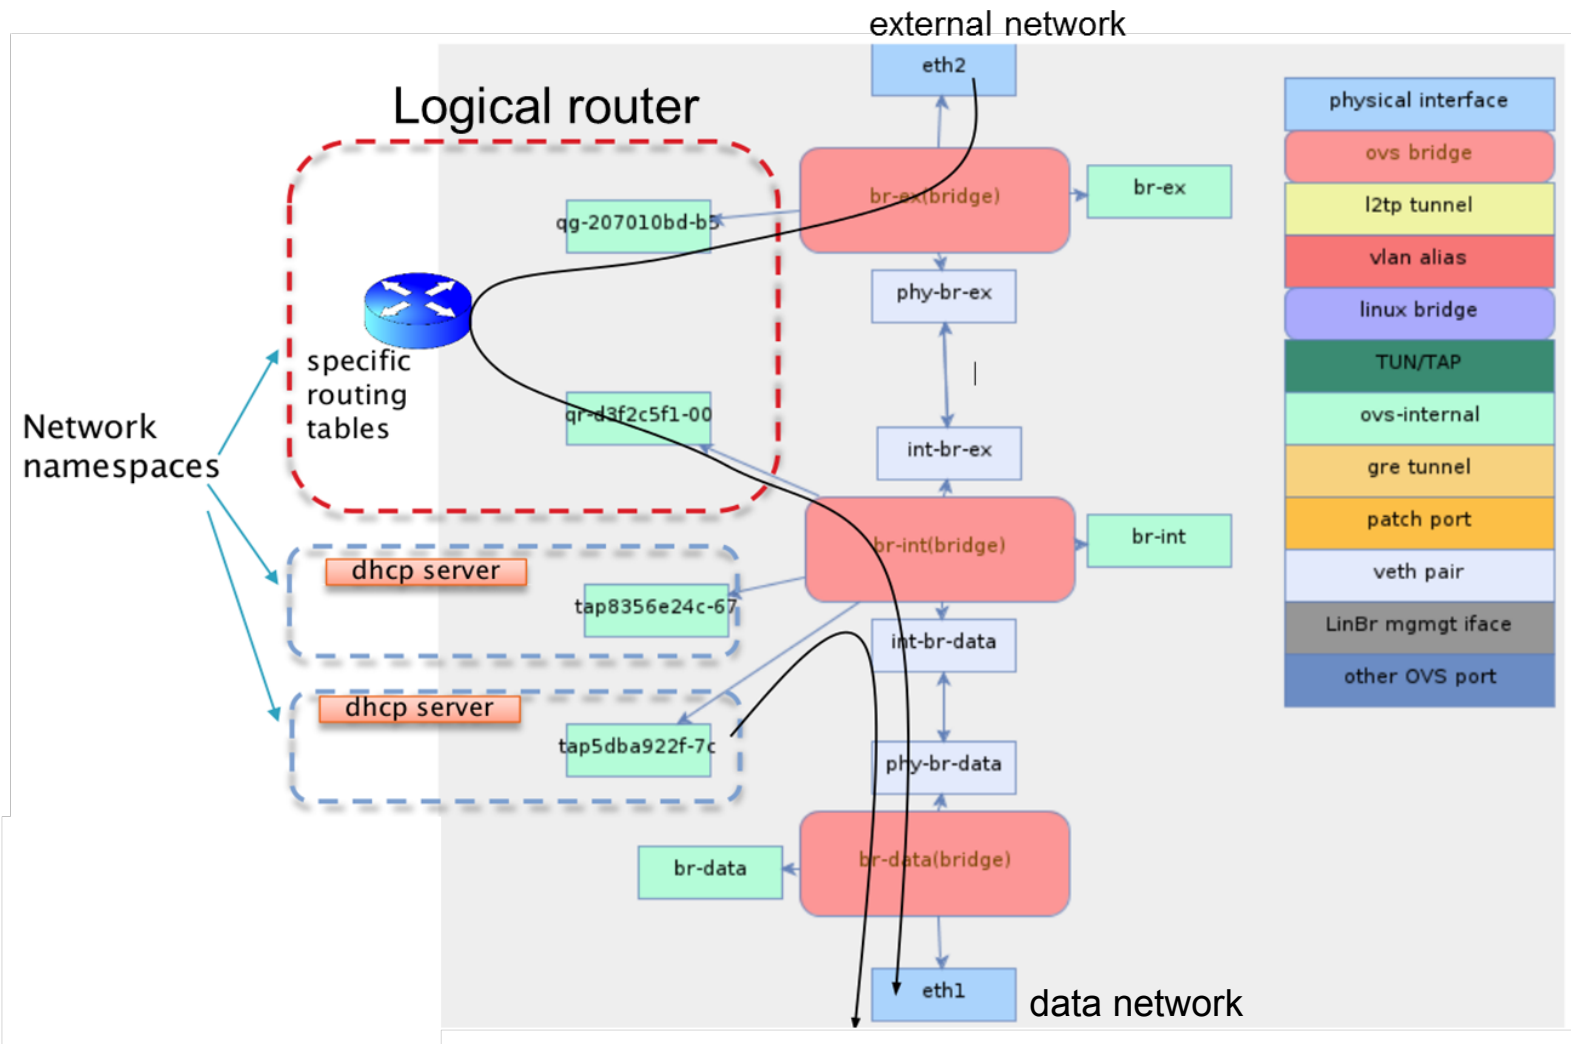 external network
eth2
Logical router
physical interface
ovs bridge
br-ex(bridge)
br-ex
l2tp tunnel
qg-207010bd-b5
vlan alias
phy-br-ex
linux bridge
specific
routing
tables
TUN/TAP
qr-d3f2c5f1-00
ovs-internal
Network
namespaces
int-br-ex
gre tunnel
patch port
br-int(bridge)
br-int
dhcp server
veth pair
tap8356e24c-67
LinBr mgmgt iface
int-br-data
other OVS port
dhcp server
tap5dba922f-7c
phy-br-data
br-data(bridge)
br-data
eth1
data network